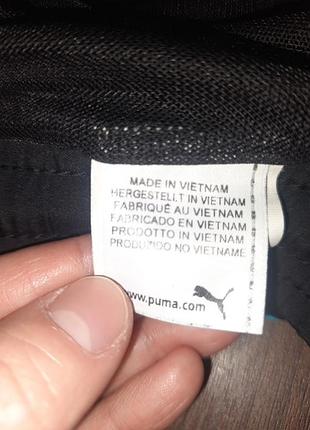 MADE IN VIETNAM
HERGESTELLT IN VIETNAM
FABRIQUÉ AU VIETNAM
FABRICADO EN VIETNAM
PRODOTTO IN VIETNAM
PRODUZIDO NO VIETNAME
www.puma.com